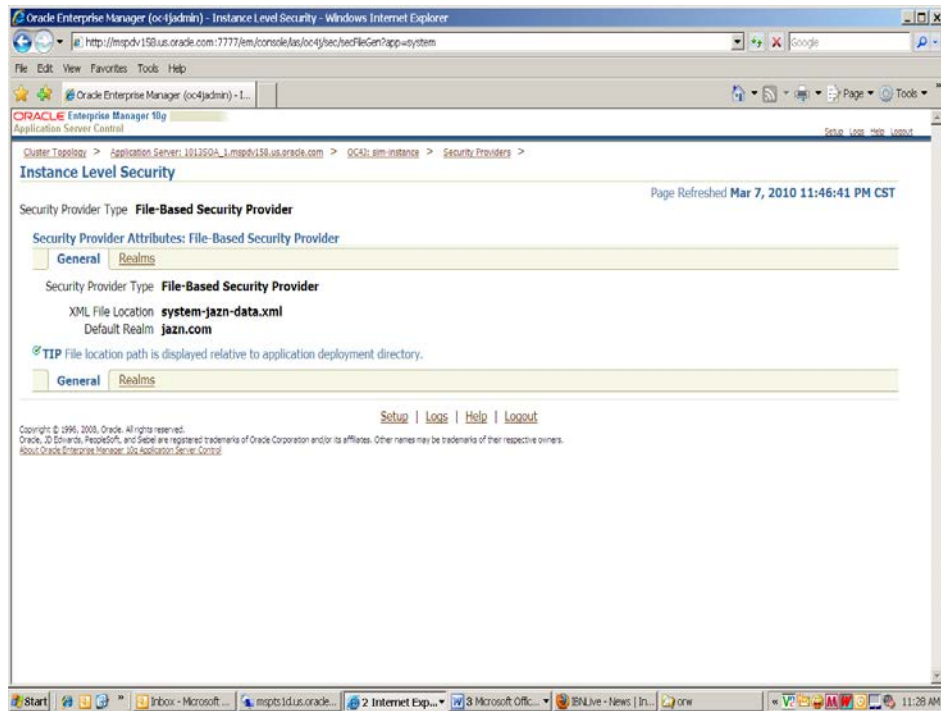 Oracle Enterprise Manager (oc4jadmin) - Instance Level Security - Windows Internet Explorer
http://mspdv158.us.oracle.com:7777/em/console/ias/oc4j/sec/secFileGen?app=system
Google
File Edit View Favorites Tools Help
Oracle Enterprise Manager (oc4jadmin) - I...
Page Tools
ORACLE Enterprise Manager 10g
Application Server Control
Setup Logs Help Logout
Cluster Topology > Application Server: 1013SOA_1.mspdv158.us.oracle.com > OC4J: sim-instance > Security Providers >
Instance Level Security
Page Refreshed Mar 7, 2010 11:46:41 PM CST
Security Provider Type File-Based Security Provider
Security Provider Attributes: File-Based Security Provider
General Realms
Security Provider Type File-Based Security Provider
XML File Location system-jazn-data.xml
Default Realm jazn.com
TIP File location path is displayed relative to application deployment directory.
General Realms
Setup | Logs | Help | Logout
Copyright © 1996, 2008, Oracle. All rights reserved.
Oracle, JD Edwards, PeopleSoft, and Siebel are registered trademarks of Oracle Corporation and/or its affiliates. Other names may be trademarks of their respective owners.
About Oracle Enterprise Manager 10g Application Server Control
Start Inbox - Microsoft ... mspts1d.us.oracle... 2 Internet Exp... 3 Microsoft Offic... IBNLive - News | In... orw 11:28 AM